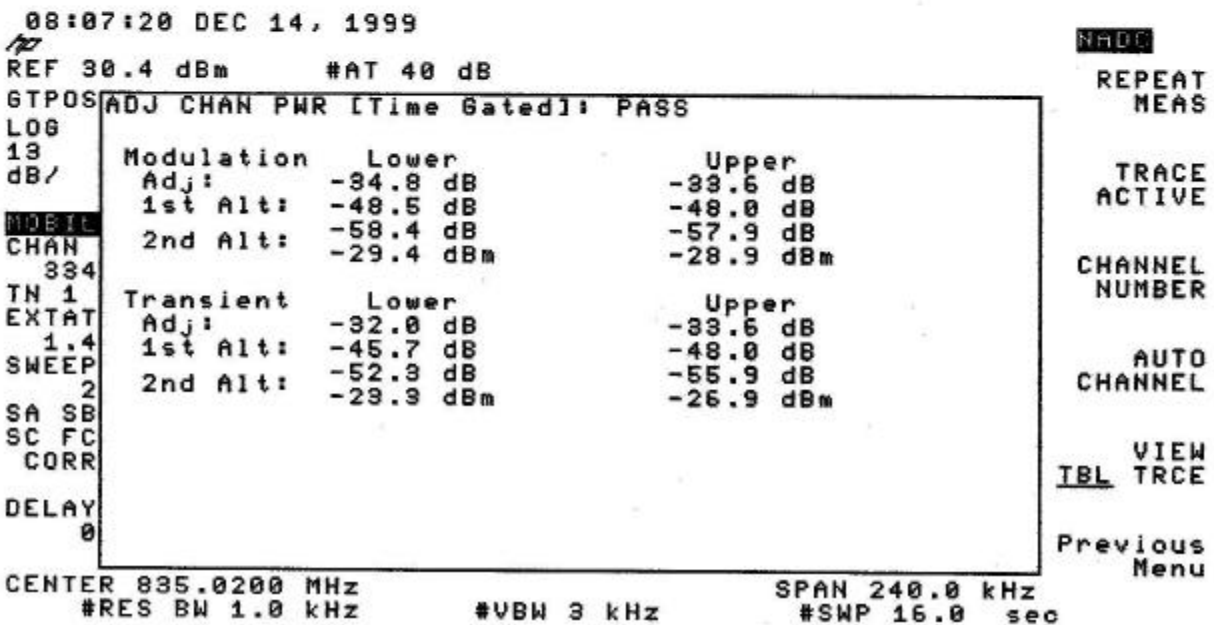 08:07:20 DEC 14, 1999
hp
REF 30.4 dBm #AT 40 dB
GTPOS
LOG
13
dB/
MOBIL
CHAN
334
TN 1
EXTAT
1.4
SWEEP
2
SA SB
SC FC
CORR
DELAY
0
ADJ CHAN PWR [Time Gated]: PASS
Modulation Lower Upper
Adj: -34.8 dB -33.6 dB
1st Alt: -48.5 dB -48.0 dB
2nd Alt: -58.4 dB -57.9 dB
-29.4 dBm -28.9 dBm
Transient Lower Upper
Adj: -32.0 dB -33.6 dB
1st Alt: -45.7 dB -48.0 dB
2nd Alt: -52.3 dB -55.9 dB
-23.3 dBm -26.9 dBm
CENTER 835.0200 MHz SPAN 240.0 kHz
#RES BW 1.0 kHz #VBW 3 kHz #SWP 16.0 sec
NADC
REPEAT
MEAS
TRACE
ACTIVE
CHANNEL
NUMBER
AUTO
CHANNEL
VIEW
TBL TRCE
Previous
Menu